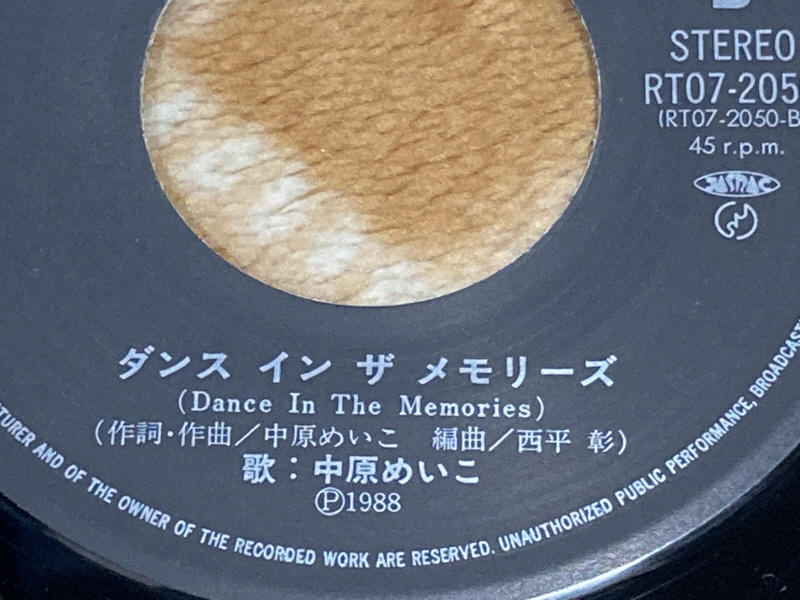 STEREO
RT07-205
(RT07-2050-B
45 r.p.m.
JASRAC
ダンス イン ザ メモリーズ
(Dance In The Memories)
(作詞・作曲／中原めいこ 編曲／西平 彰)
歌：中原めいこ
Ⓟ1988
TURER AND OF THE OWNER OF THE RECORDED WORK ARE RESERVED. UNAUTHORIZED PUBLIC PERFORMANCE, BROADCAST